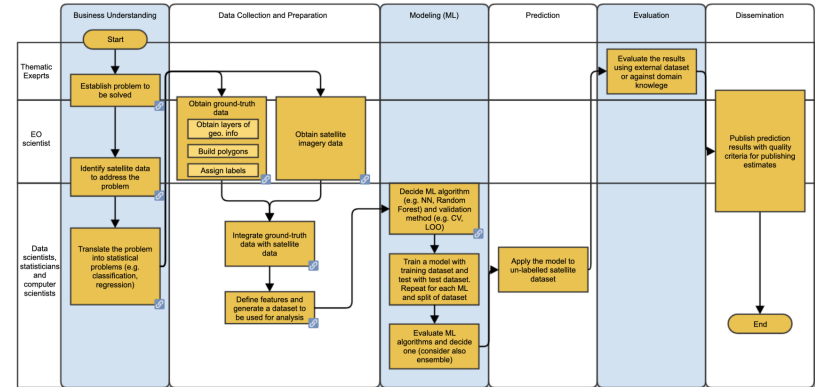 Business Understanding
Data Collection and Preparation
Modeling (ML)
Prediction
Evaluation
Dissemination
Thematic
Exeprts
EO
scientist
Data
scientists,
statisticians
and
computer
scientists
Start
Establish problem to
be solved
Identify satellite data
to address the
problem
Translate the problem
into statistical
problems (e.g.
classification,
regression)
Obtain ground-truth
data
Obtain layers of
geo. info
Build polygons
Assign labels
Obtain satellite
imagery data
Integrate ground-truth
data with satellite
data
Define features and
generate a dataset to
be used for analysis
Decide ML algorithm
(e.g. NN, Random
Forest) and validation
method (e.g. CV,
LOO)
Train a model with
training dataset and
test with test dataset.
Repeat for each ML
and split of dataset
Evaluate ML
algorithms and decide
one (consider also
ensemble)
Apply the model to
un-labelled satellite
dataset
Evaluate the results
using external dataset
or against domain
knowlege
Publish prediction
results with quality
criteria for publishing
estimates
End